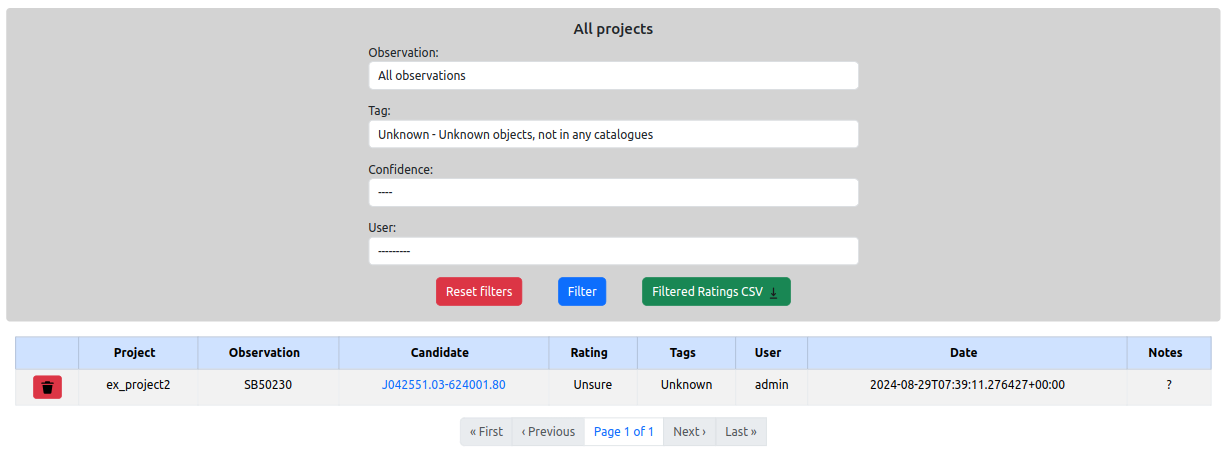 All projects
Observation:
All observations
Tag:
Unknown - Unknown objects, not in any catalogues
Confidence:
----
User:
---------
Reset filters Filter Filtered Ratings CSV
Project Observation Candidate Rating Tags User Date Notes
ex_project2 SB50230 J042551.03-624001.80 Unsure Unknown admin 2024-08-29T07:39:11.276427+00:00 ?
« First ‹ Previous Page 1 of 1 Next › Last »